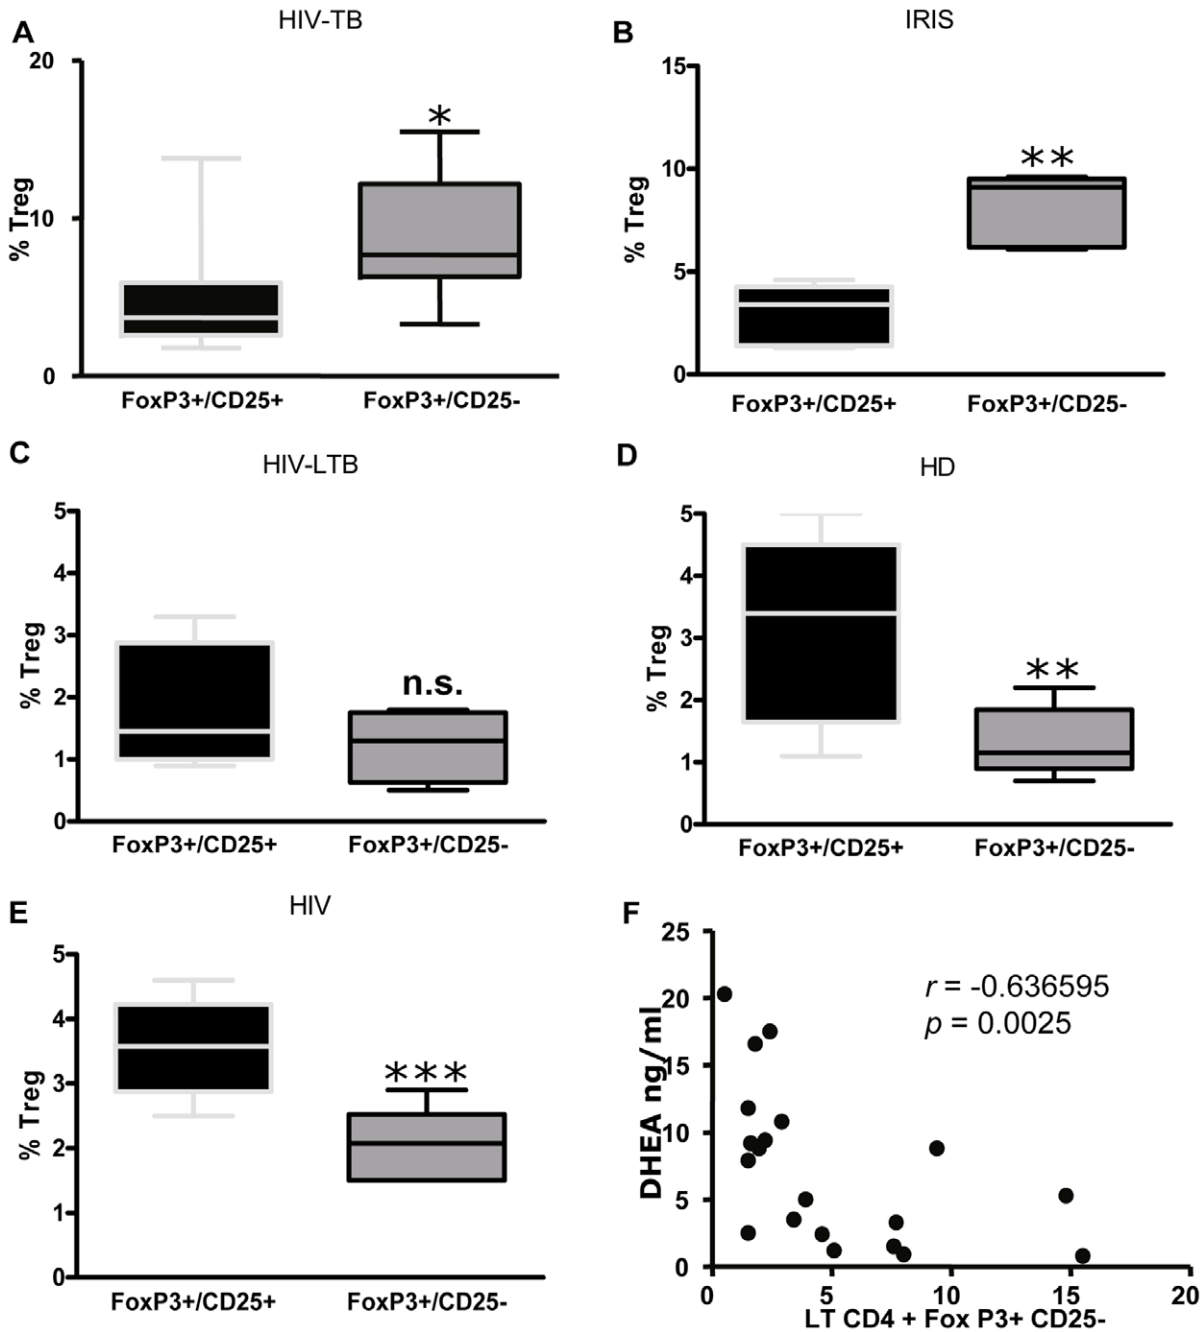 A
HIV-TB
20
10
0
% Treg
*
FoxP3+/CD25+
FoxP3+/CD25-
B
IRIS
15
10
5
0
% Treg
**
FoxP3+/CD25+
FoxP3+/CD25-
C
HIV-LTB
5
4
3
2
1
0
% Treg
n.s.
FoxP3+/CD25+
FoxP3+/CD25-
D
HD
5
4
3
2
1
0
% Treg
**
FoxP3+/CD25+
FoxP3+/CD25-
E
HIV
5
4
3
2
1
0
% Treg
***
FoxP3+/CD25+
FoxP3+/CD25-
F
25
20
15
10
5
0
DHEA ng/ml
r = -0.636595
p = 0.0025
0 5 10 15 20
LT CD4 + Fox P3+ CD25-